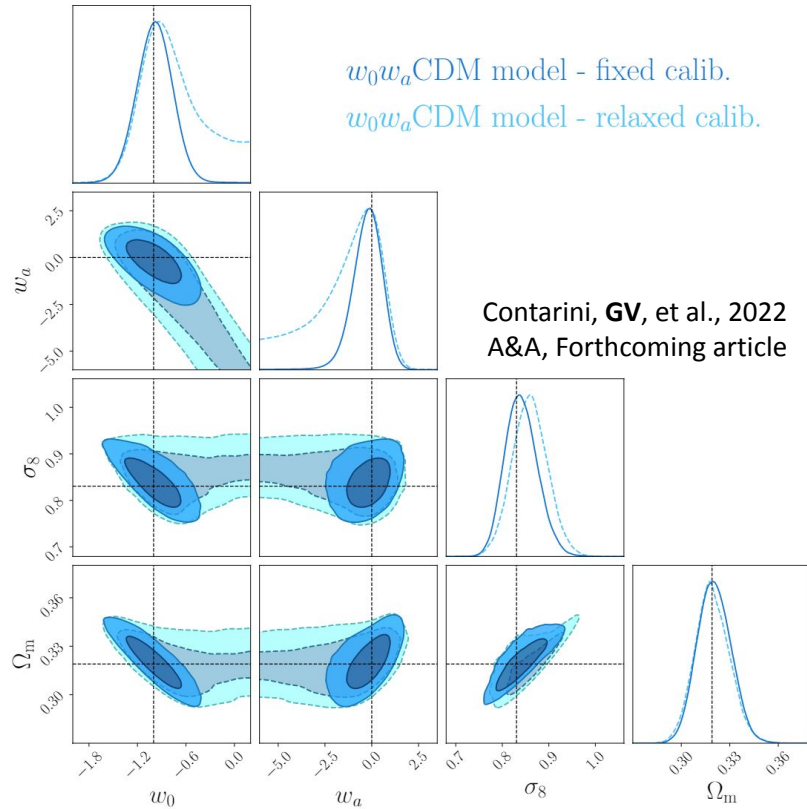 w₀wₐCDM model - fixed calib.
w₀wₐCDM model - relaxed calib.
2.5
0.0
−2.5
−5.0
wₐ
Contarini, GV, et al., 2022
A&A, Forthcoming article
1.0
0.9
0.8
0.7
σ₈
0.36
0.33
0.30
Ωₘ
−1.8 −1.2 −0.6 0.0 −5.0 −2.5 0.0 2.5 0.7 0.8 0.9 1.0 0.30 0.33 0.36
w₀ wₐ σ₈ Ωₘ